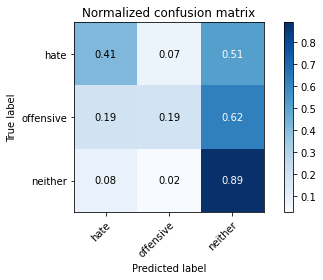 Normalized confusion matrix
hate 0.41 0.07 0.51
offensive 0.19 0.19 0.62
neither 0.08 0.02 0.89
hate offensive neither
True label
Predicted label
0.8
0.7
0.6
0.5
0.4
0.3
0.2
0.1